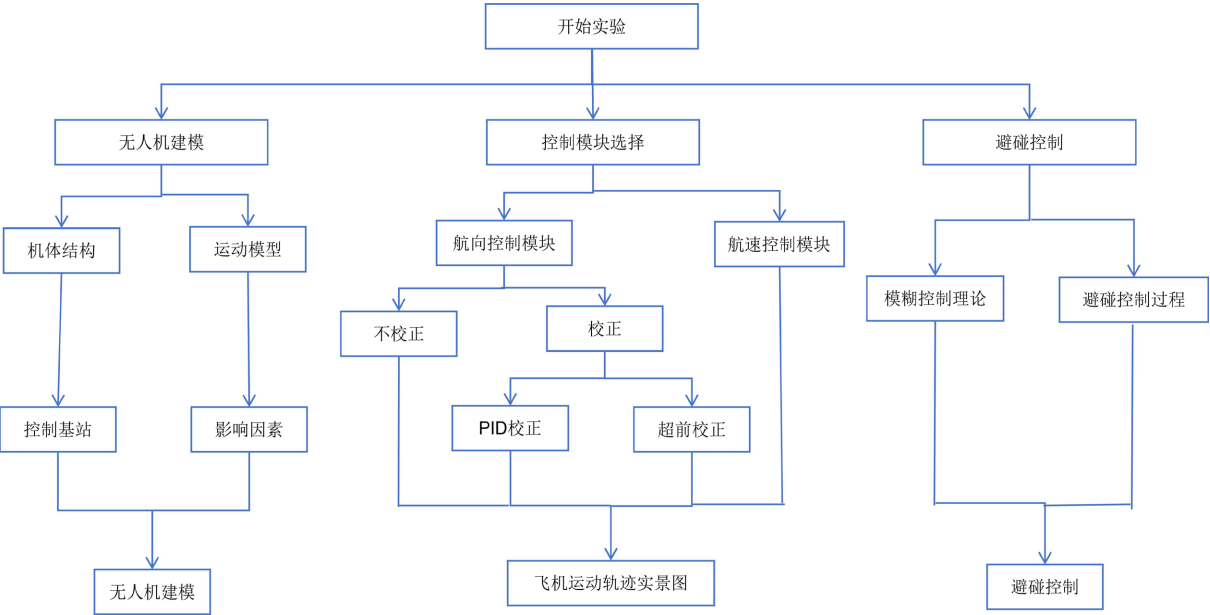 开始实验
无人机建模
控制模块选择
避碰控制
机体结构
运动模型
航向控制模块
航速控制模块
模糊控制理论
避碰控制过程
不校正
校正
控制基站
影响因素
PID校正
超前校正
无人机建模
飞机运动轨迹实景图
避碰控制